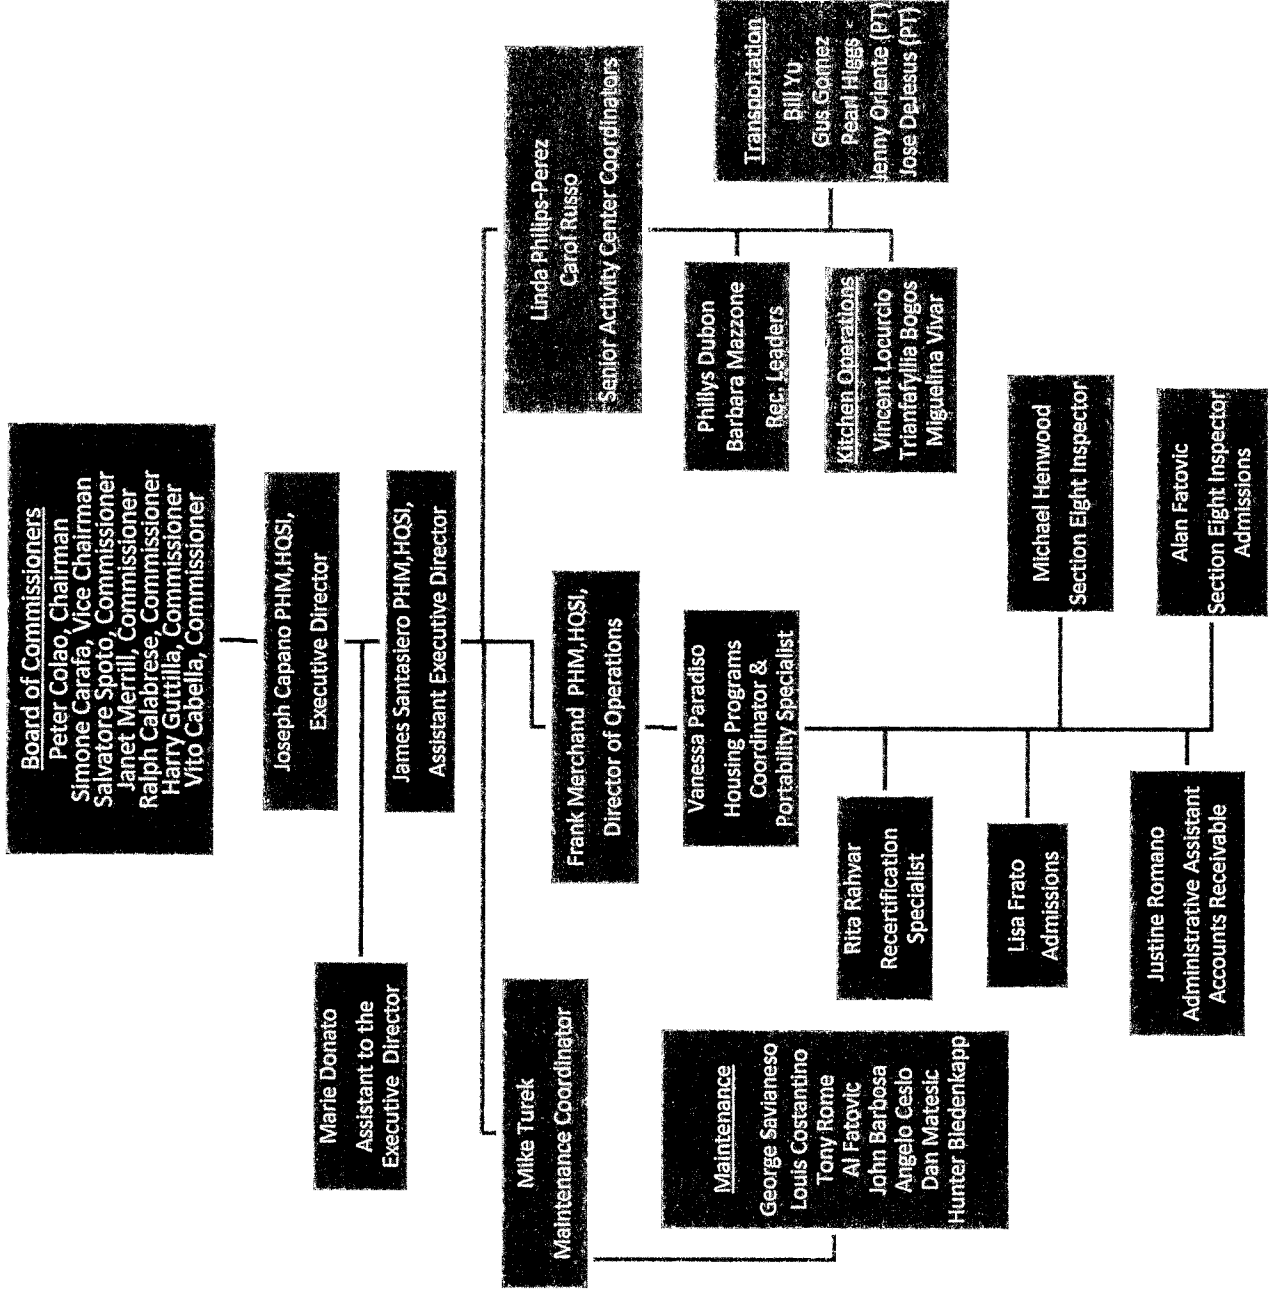 Board of Commissioners
Peter Colao, Chairman
Simone Carafa, Vice Chairman
Salvatore Spoto, Commissioner
Janet Merrill, Commissioner
Ralph Calabrese, Commissioner
Harry Guttilla, Commissioner
Vito Cabella, Commissioner
Joseph Capano PHM,HQSI,
Executive Director
Marie Donato
Assistant to the
Executive Director
James Santasiero PHM,HQSI,
Assistant Executive Director
Mike Turek
Maintenance Coordinator
Frank Merchand PHM,HQSI,
Director of Operations
Linda Philips-Perez
Carol Russo
Senior Activity Center Coordinators
Maintenance
George Savianeso
Louis Costantino
Tony Rome
Al Fatovic
John Barbosa
Angelo Ceslo
Dan Matesic
Hunter Biedenkapp
Vanessa Paradiso
Housing Programs
Coordinator &
Portability Specialist
Phillys Dubon
Barbara Mazzone
Rec. Leaders
Transportation
Bill Yu
Gus Gomez
Pearl Higgs -
Jenny Oriente (PT)
Jose DeJesus (PT)
Kitchen Operations
Vincent Locurcio
Trianfafyllia Bogos
Miguelina Vivar
Rita Rahvar
Recertification
Specialist
Lisa Frato
Admissions
Michael Henwood
Section Eight Inspector
Justine Romano
Administrative Assistant
Accounts Receivable
Alan Fatovic
Section Eight Inspector
Admissions